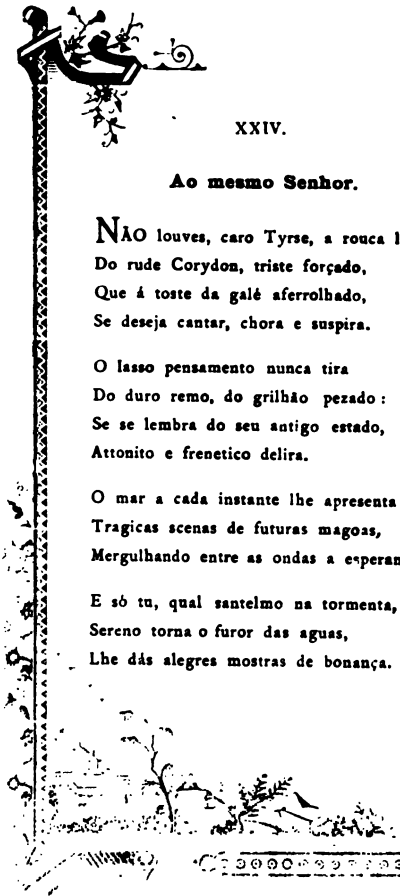 XXIV.
Ao mesmo Senhor.
NÃO louves, caro Tyrse, a rouca
Do rude Corydon, triste forçado,
Que á toste da galé aferrolhado,
Se deseja cantar, chora e suspira.
O lasso pensamento nunca tira
Do duro remo, do grilhão pezado:
Se se lembra do seu antigo estado,
Attonito e frenetico delira.
O mar a cada instante lhe apresenta
Tragicas scenas de futuras magoas,
Mergulhando entre as ondas a
E só tu, qual santelmo na tormenta,
Sereno torna o furor das aguas,
Lhe dás alegres mostras de bonança.